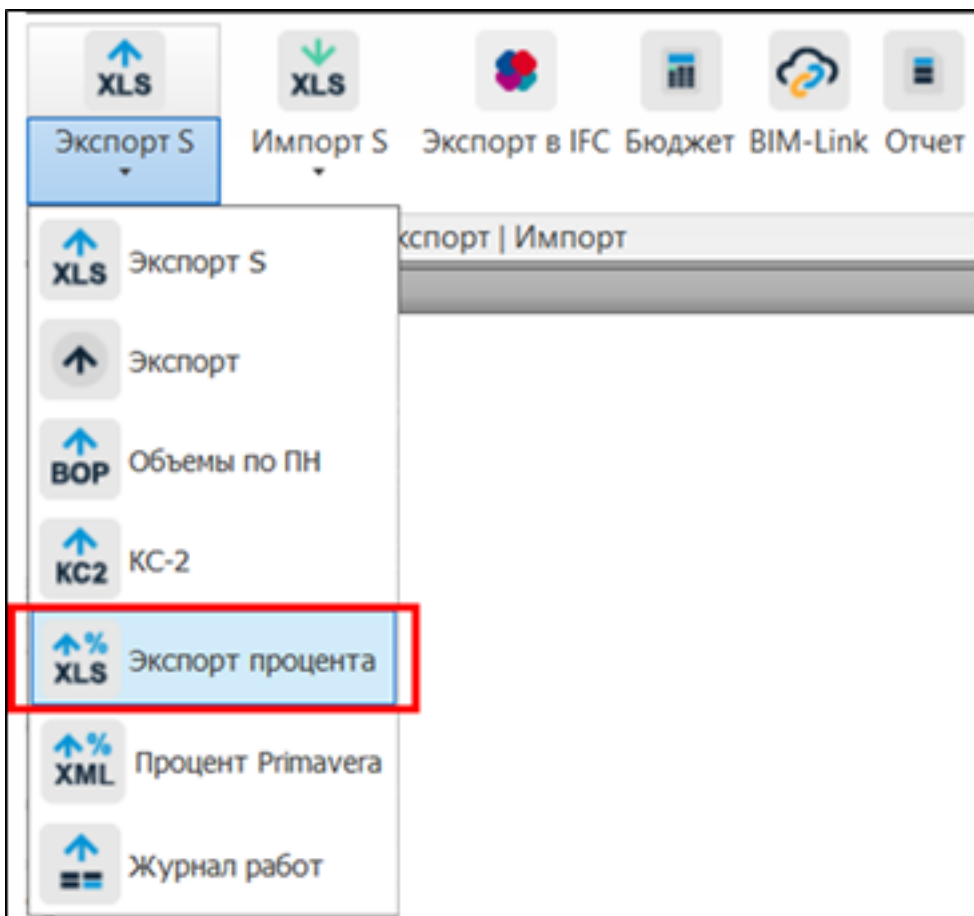 XLS XLS
Экспорт S Импорт S Экспорт в IFC Бюджет BIM-Link Отчет
кспорт | Импорт
XLS Экспорт S
Экспорт
BOP Объемы по ПН
KC2 КС-2
% XLS Экспорт процента
% XML Процент Primavera
Журнал работ